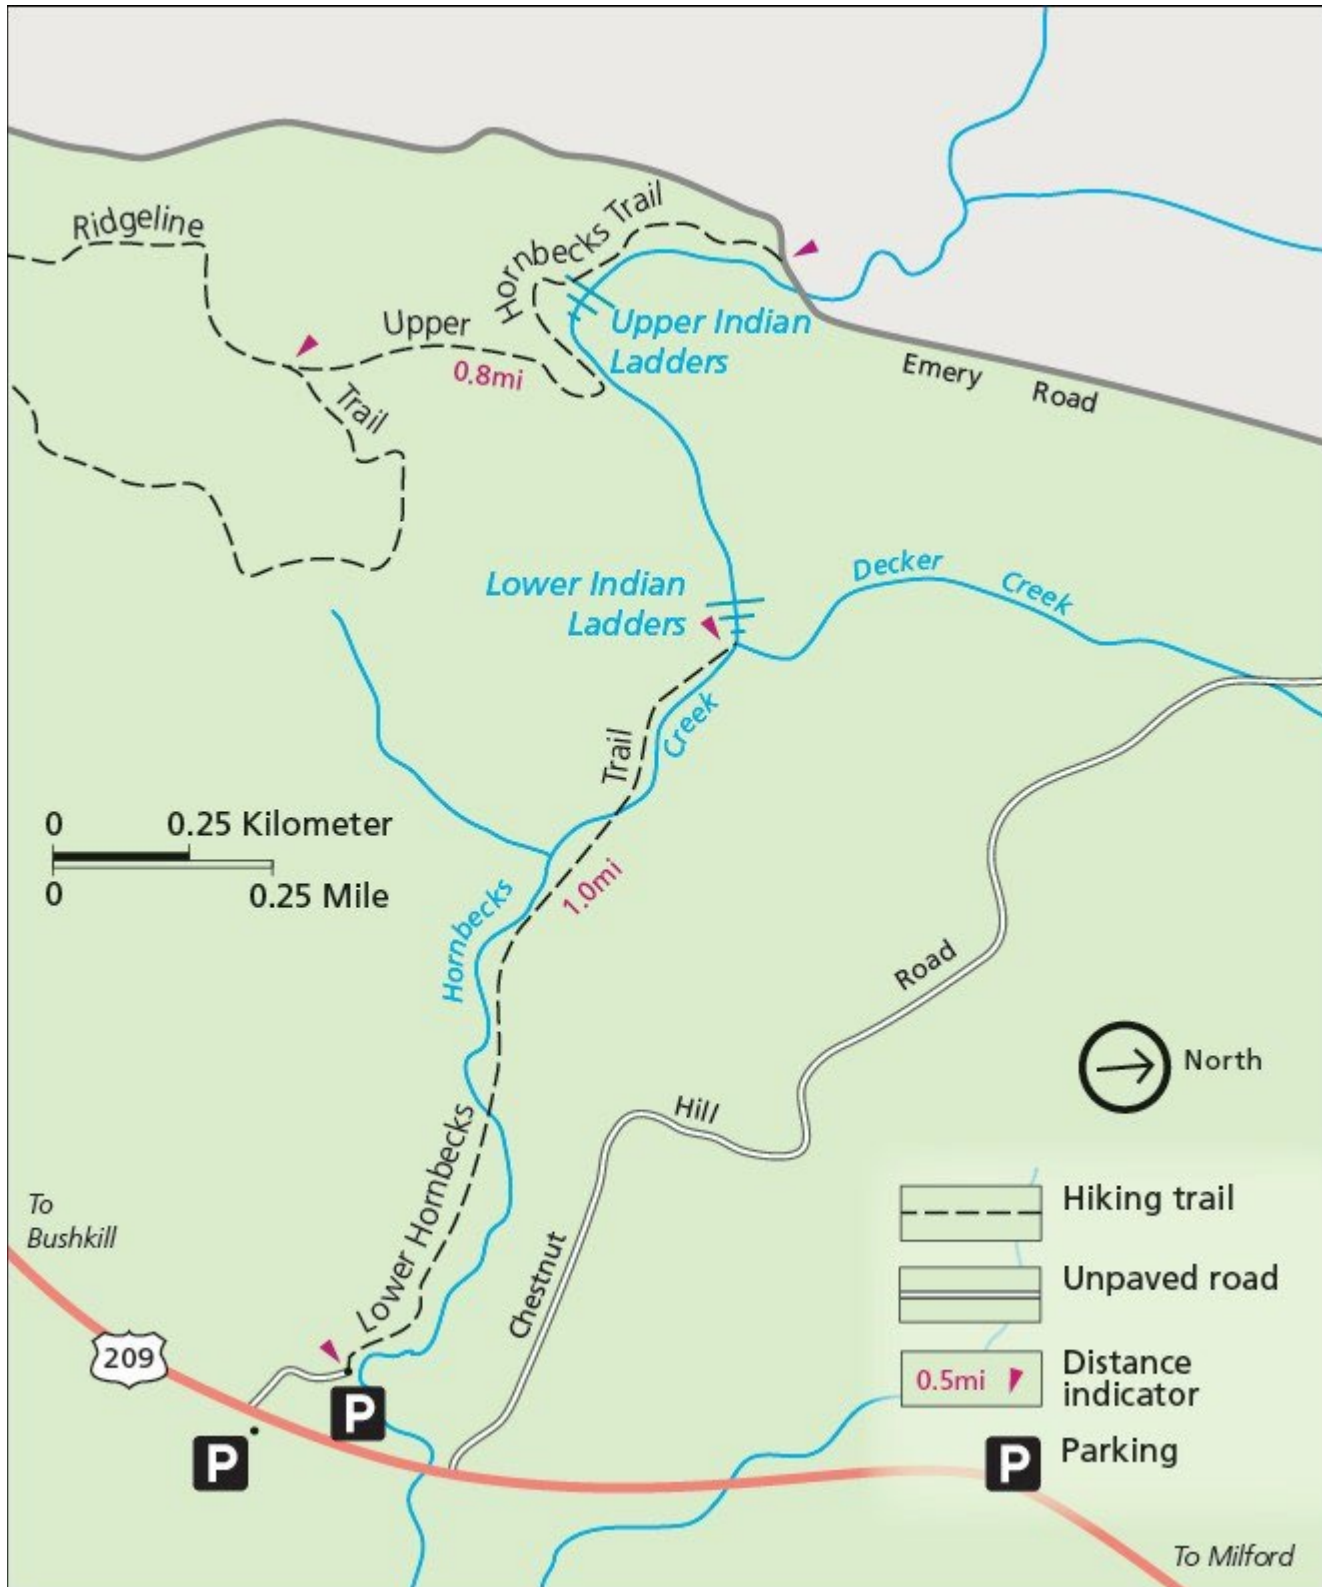 Ridgeline
Hornbecks Trail
Upper
0.8mi
Upper Indian
Ladders
Emery Road
Trail
Lower Indian
Ladders
Decker Creek
Trail
Creek
0 0.25 Kilometer
0 0.25 Mile
1.0mi
Hornbecks
Road
North
Hill
Lower Hornbecks
Chestnut
To
Bushkill
209
P
P
Hiking trail
Unpaved road
0.5mi
Distance
indicator
P
Parking
To Milford